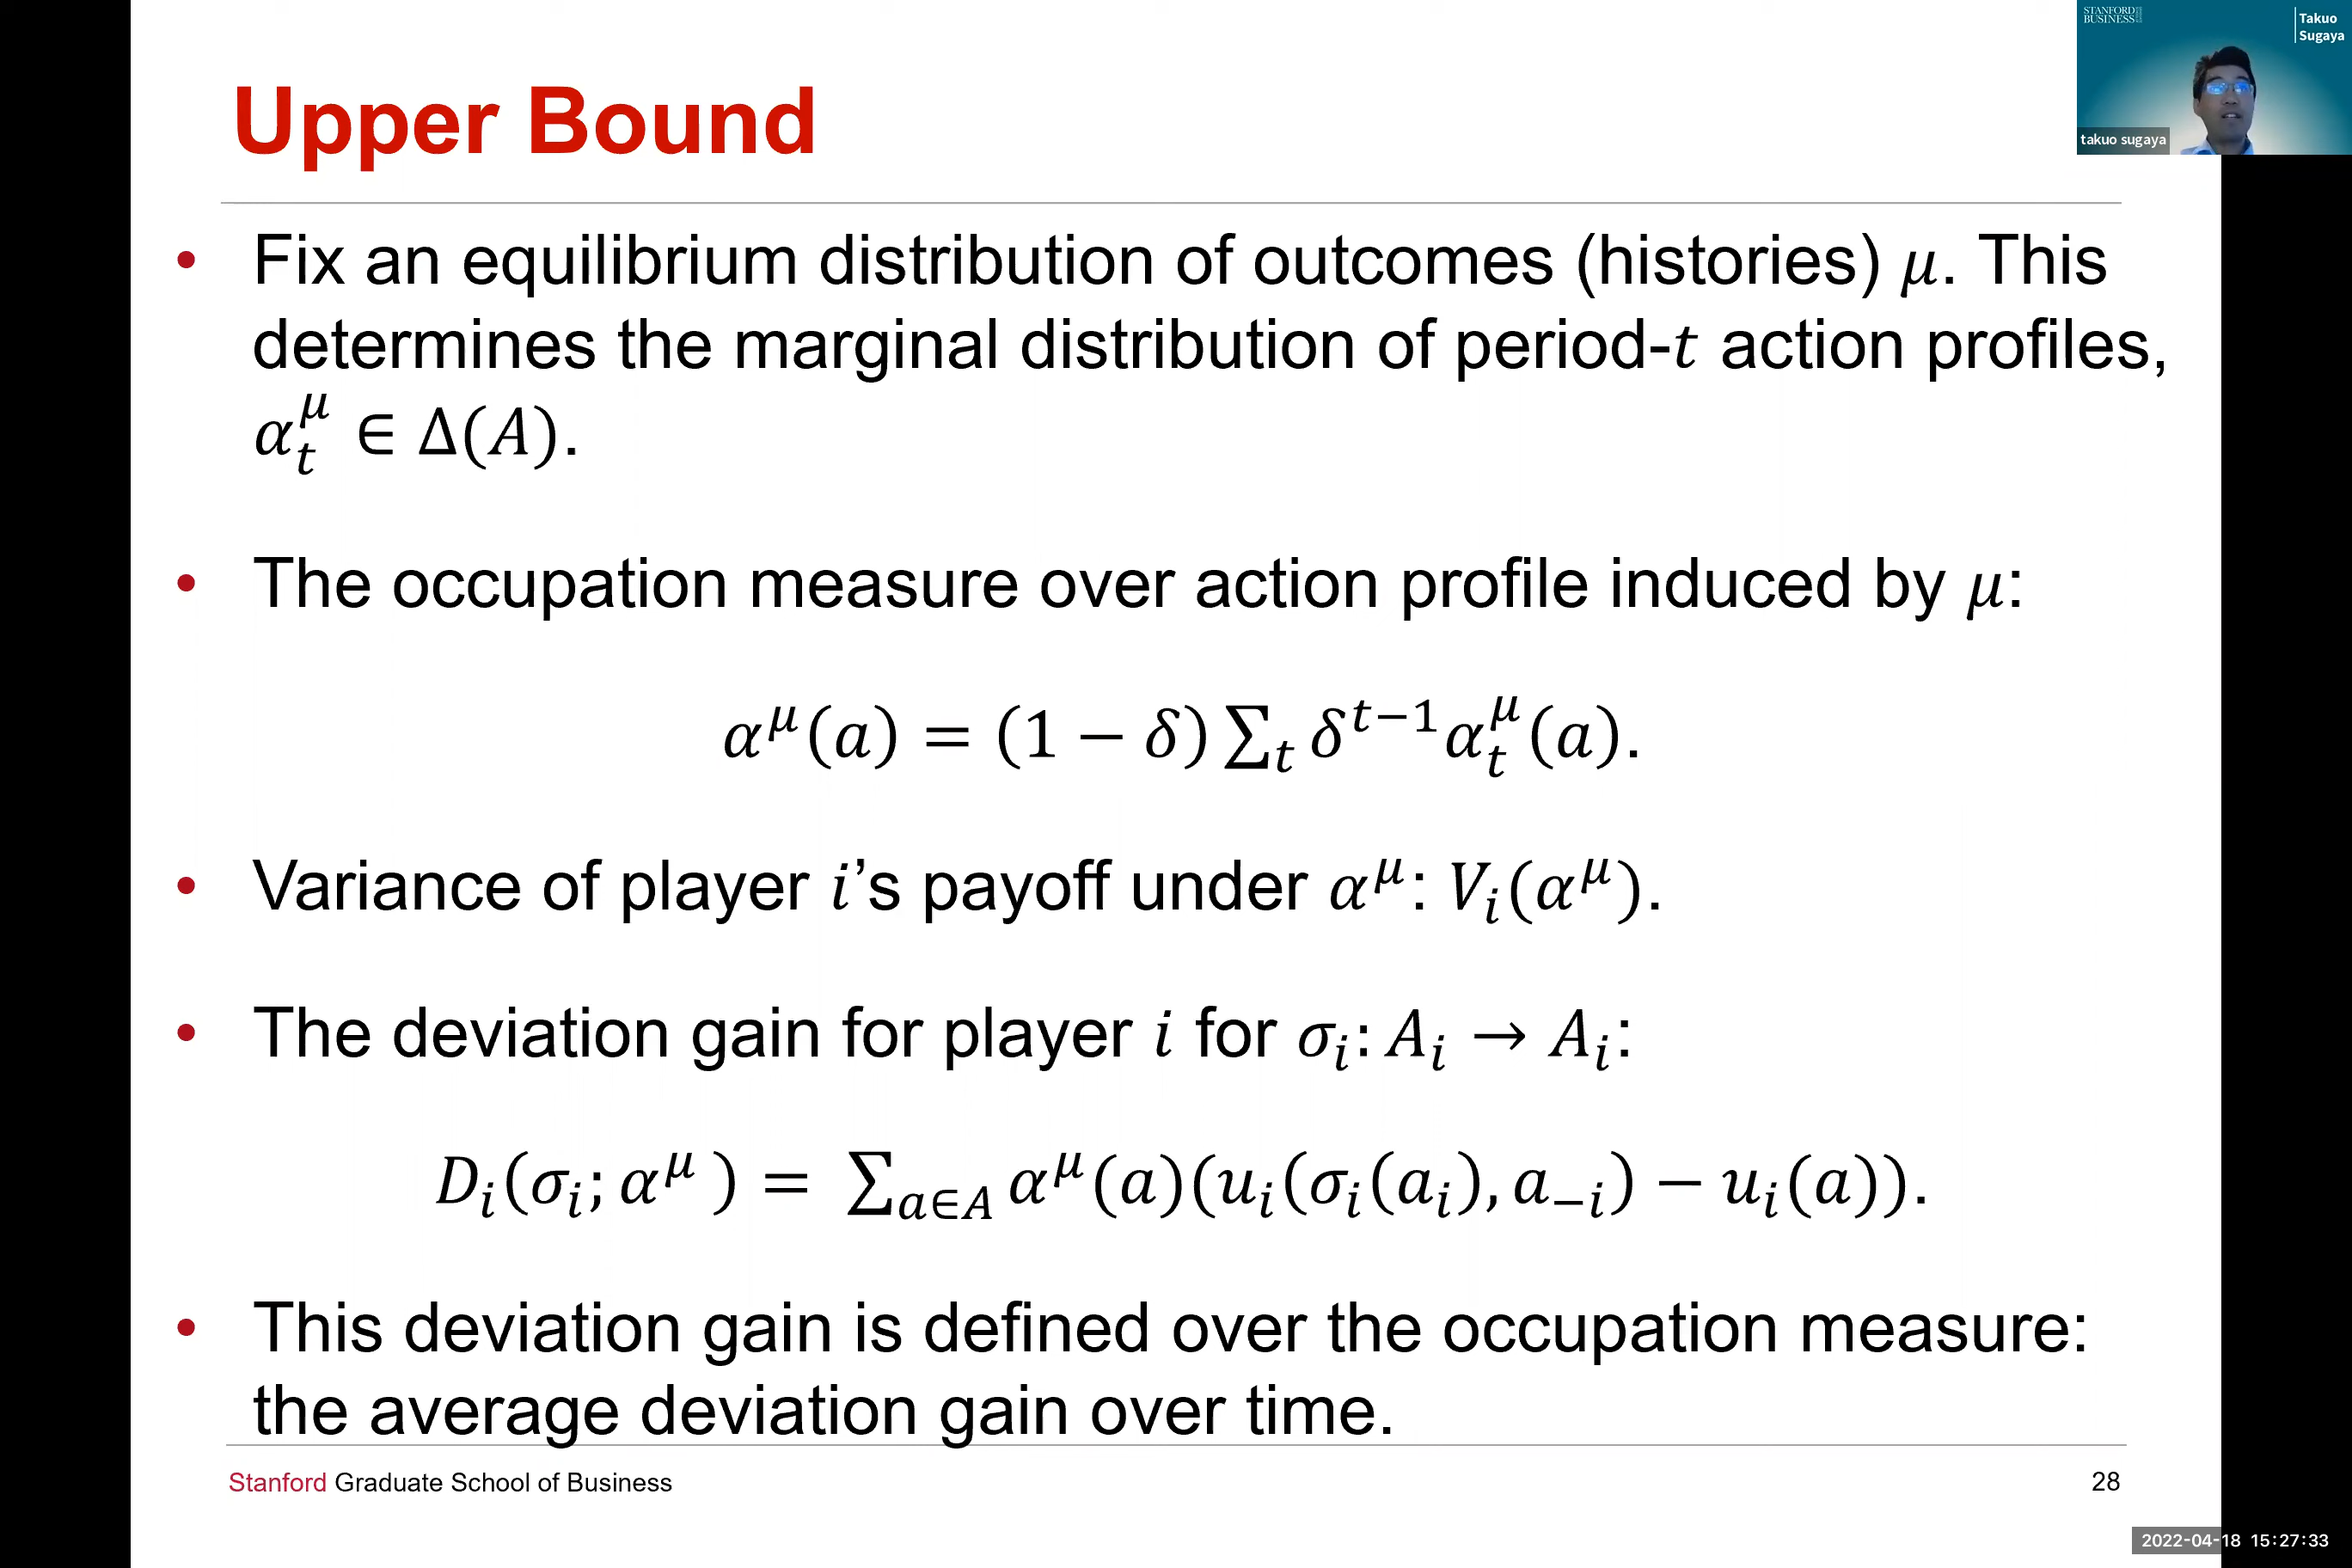 STANFORD
BUSINESS
Takuo
Sugaya
takuo sugaya
Upper Bound
• Fix an equilibrium distribution of outcomes (histories) μ. This
determines the marginal distribution of period-t action profiles,
α_t^μ ∈ Δ(A).
• The occupation measure over action profile induced by μ:
α^μ(a) = (1 − δ) ∑_t δ^{t−1} α_t^μ(a).
• Variance of player i’s payoff under α^μ: V_i(α^μ).
• The deviation gain for player i for σ_i: A_i → A_i:
D_i(σ_i; α^μ) = ∑_{a∈A} α^μ(a)(u_i(σ_i(a_i), a_{−i}) − u_i(a)).
• This deviation gain is defined over the occupation measure:
the average deviation gain over time.
Stanford Graduate School of Business
28
2022-04-18 15:27:33